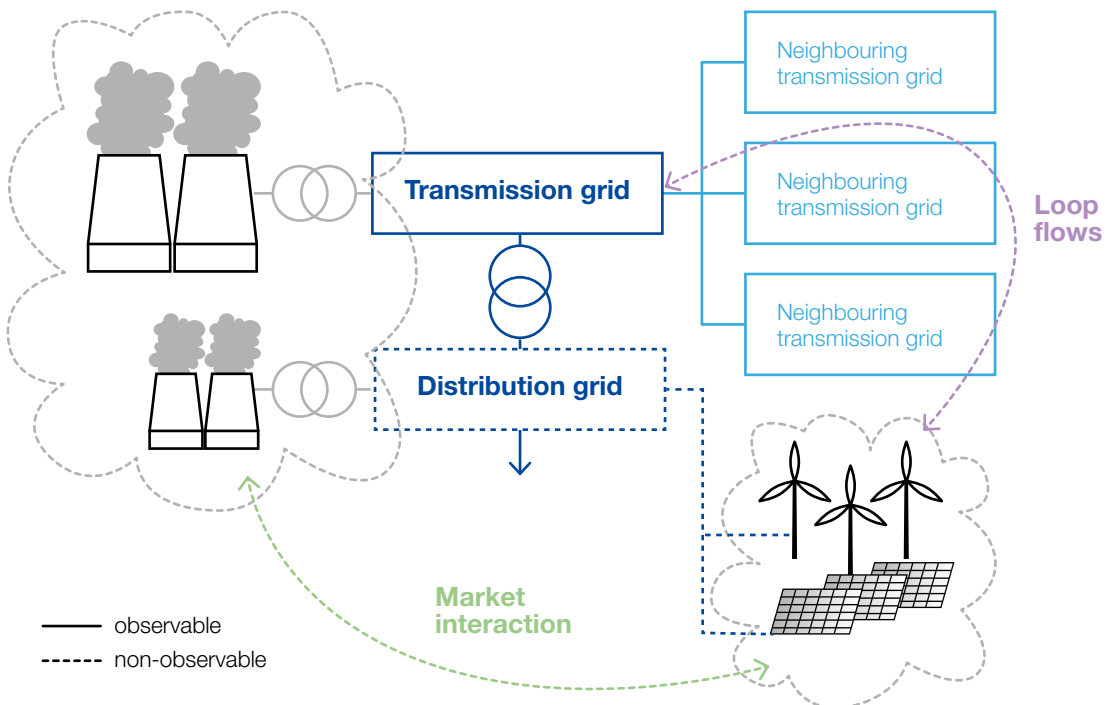 Neighbouring
transmission grid
Transmission grid
Neighbouring
transmission grid
Loop
flows
Neighbouring
transmission grid
Distribution grid
Market
interaction
observable
non-observable